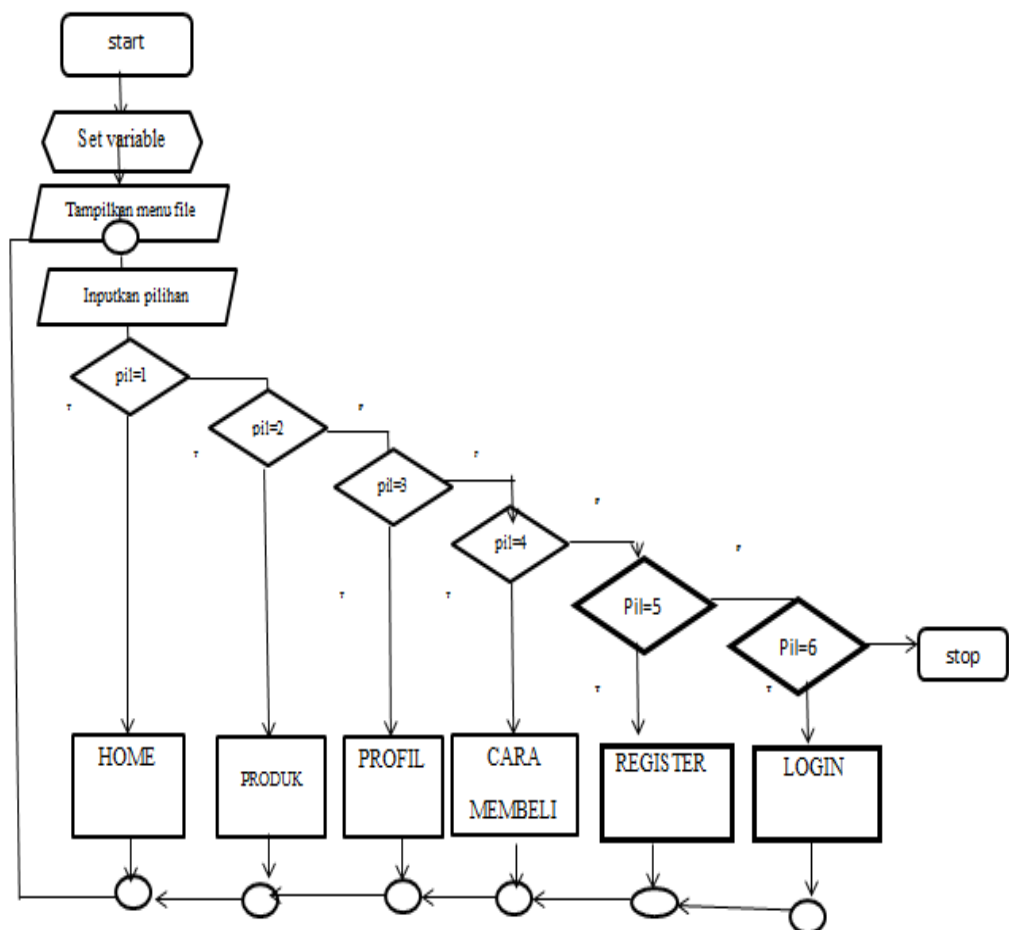 start
Set variable
Tampilkan menu file
Inputkan pilihan
pil=1
T
F
pil=2
T
F
pil=3
F
pil=4
F
T
T
Pil=5
Pil=6
stop
T
T
HOME
PRODUK
PROFIL
CARA
MEMBELI
REGISTER
LOGIN